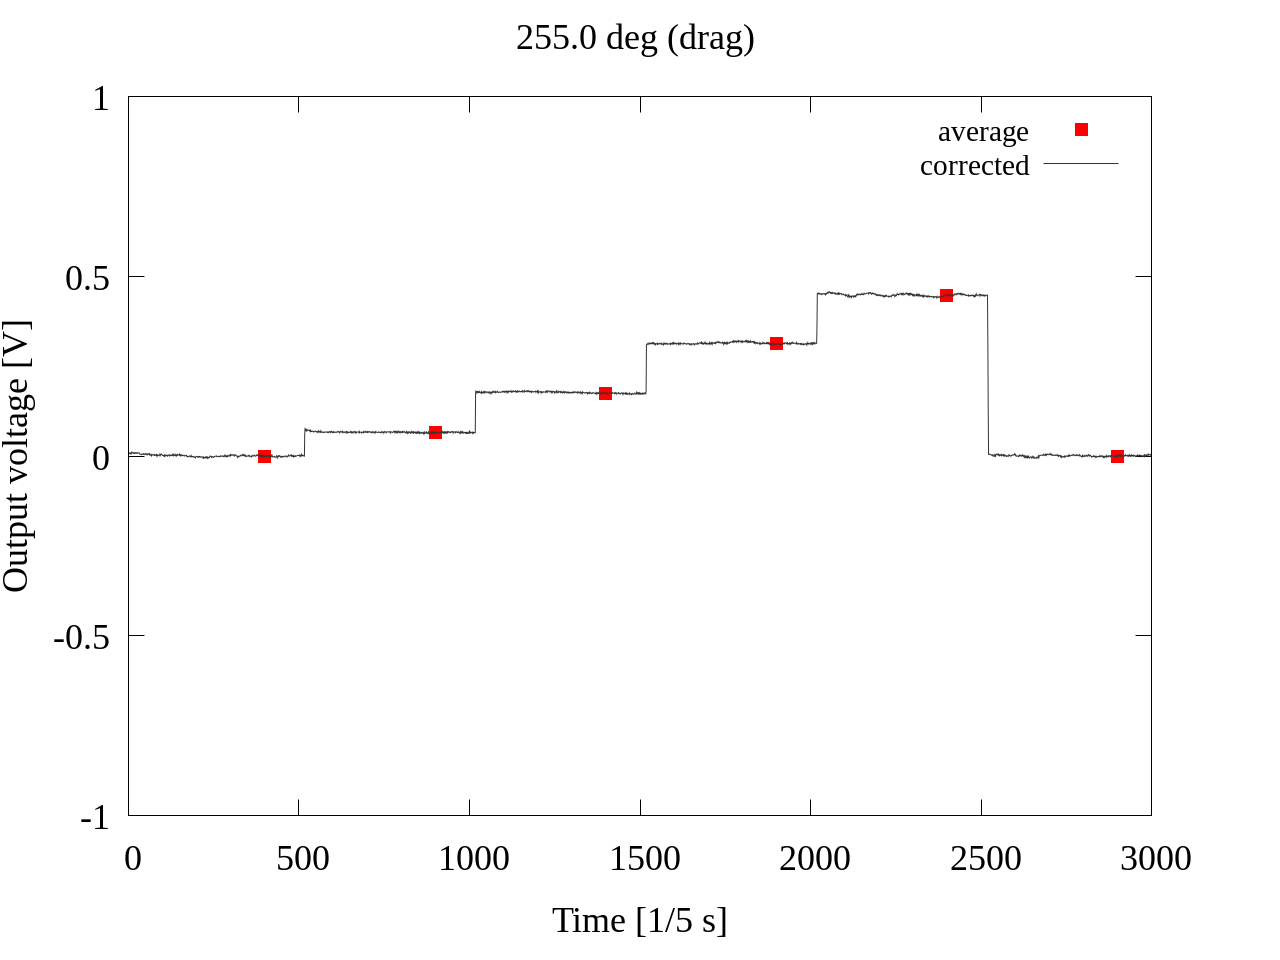 255.0 deg (drag)
average
corrected
1
0.5
0
-0.5
-1
Output voltage [V]
0 500 1000 1500 2000 2500 3000
Time [1/5 s]